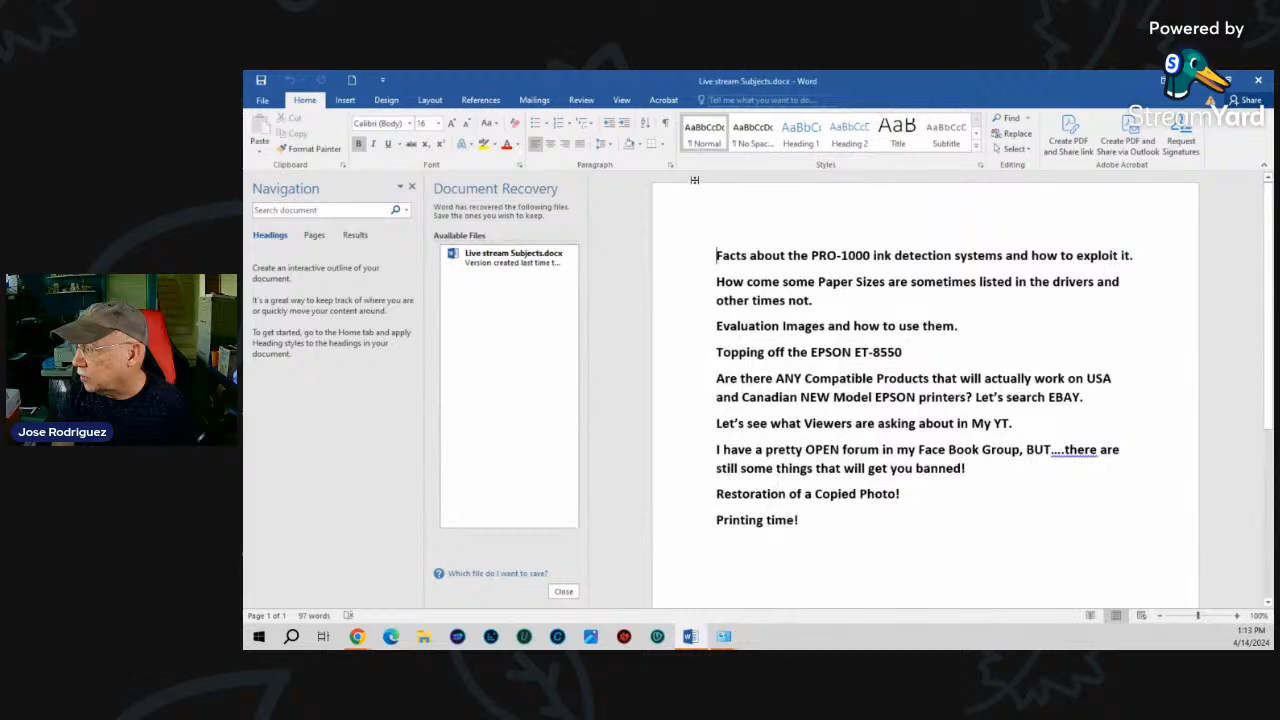 Powered by
StreamYard
Live stream Subjects.docx - Word
File Home Insert Design Layout References Mailings Review View Acrobat Tell me what you want to do... Share
Paste
Cut
Copy
Format Painter
Clipboard
Calibri (Body) 16
Font
Paragraph
AaBbCcDc AaBbCcDc AaBbCc AaBbCcC AaB AaBbCcC
¶ Normal ¶ No Spac... Heading 1 Heading 2 Title Subtitle
Styles
Find
Replace
Select
Editing
Create PDF and Share link
Create PDF and Share via Outlook
Request Signatures
Adobe Acrobat
Navigation
Search document
Headings Pages Results
Create an interactive outline of your
document.
It's a great way to keep track of where you are
or quickly move your content around.
To get started, go to the Home tab and apply
Heading styles to the headings in your
document.
Document Recovery
Word has recovered the following files.
Save the ones you wish to keep.
Available Files
Live stream Subjects.docx
Version created last time t...
Which file do I want to save?
Close
Facts about the PRO-1000 ink detection systems and how to exploit it.
How come some Paper Sizes are sometimes listed in the drivers and
other times not.
Evaluation Images and how to use them.
Topping off the EPSON ET-8550
Are there ANY Compatible Products that will actually work on USA
and Canadian NEW Model EPSON printers? Let's search EBAY.
Let's see what Viewers are asking about in My YT.
I have a pretty OPEN forum in my Face Book Group, BUT....there are
still some things that will get you banned!
Restoration of a Copied Photo!
Printing time!
Jose Rodriguez
Page 1 of 1 97 words
100%
1:13 PM
4/14/2024